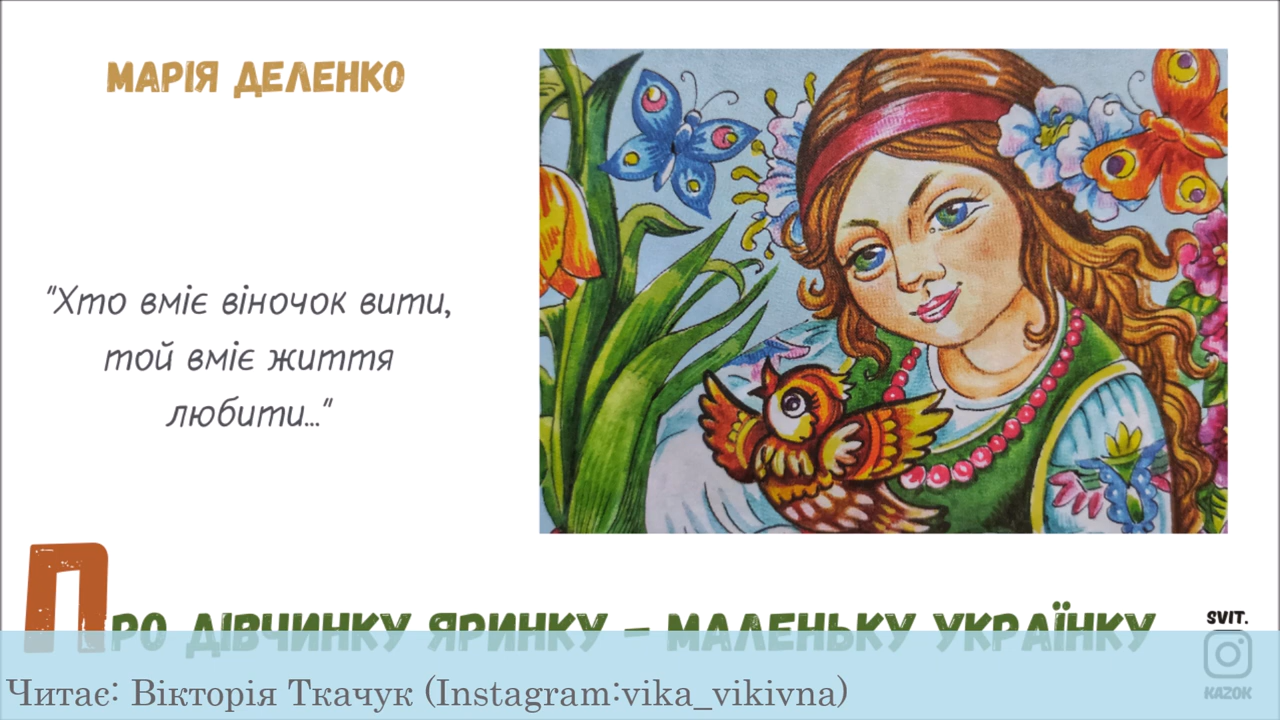 МАРІЯ ДЕЛЕНКО
"Хто вміє віночок вити,
той вміє життя
любити..."
ПРО ДІВЧИНКУ ЯРИНКУ – МАЛЕНЬКУ УКРАЇНКУ
SVIT.
KAZOK
Читає: Вікторія Ткачук (Instagram:vika_vikivna)